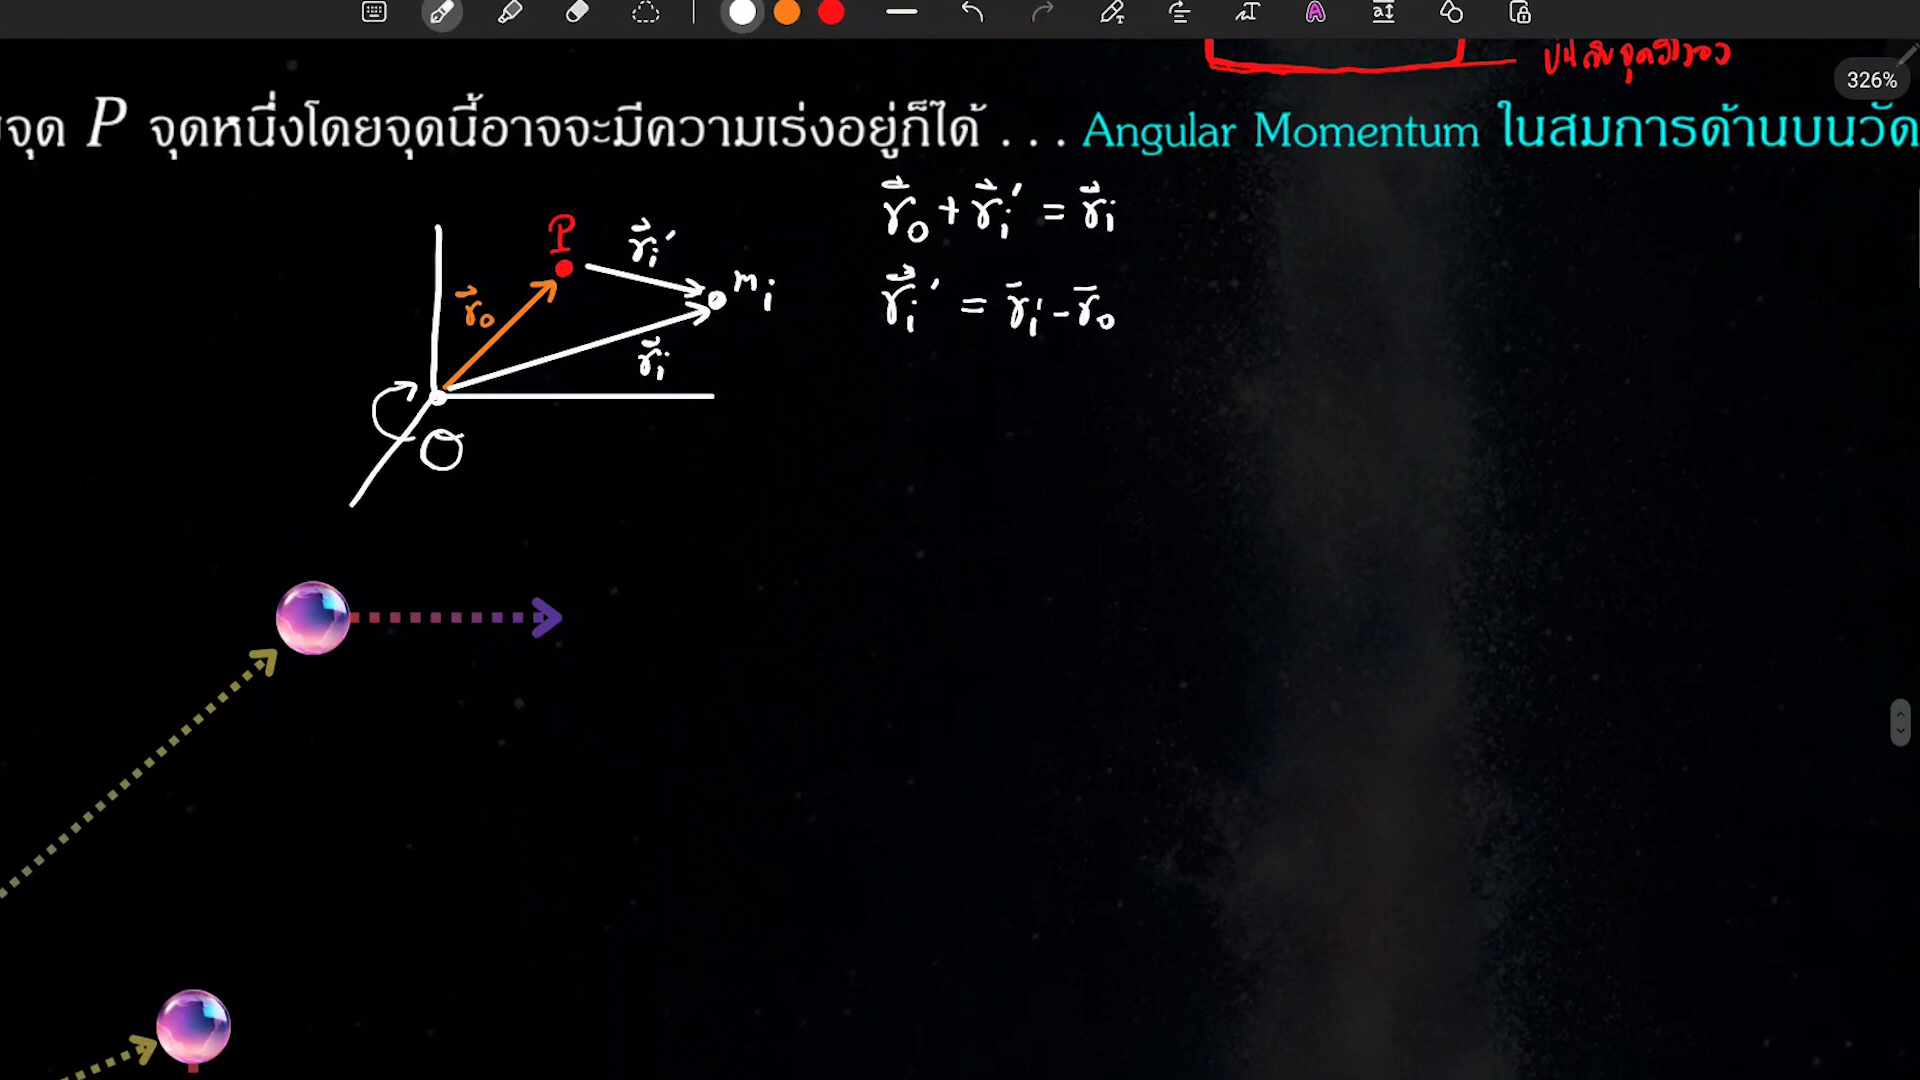 326%
จุด P จุดหนึ่งโดยจุดนี้อาจจะมีความเร่งอยู่ก็ได้ ... Angular Momentum ในสมการด้านบนวัด
r⃗₀ + r⃗ᵢ′ = r⃗ᵢ
P
r⃗ᵢ′
mᵢ
r⃗₀
r⃗ᵢ′ = r⃗ᵢ − r⃗₀
r⃗ᵢ
O